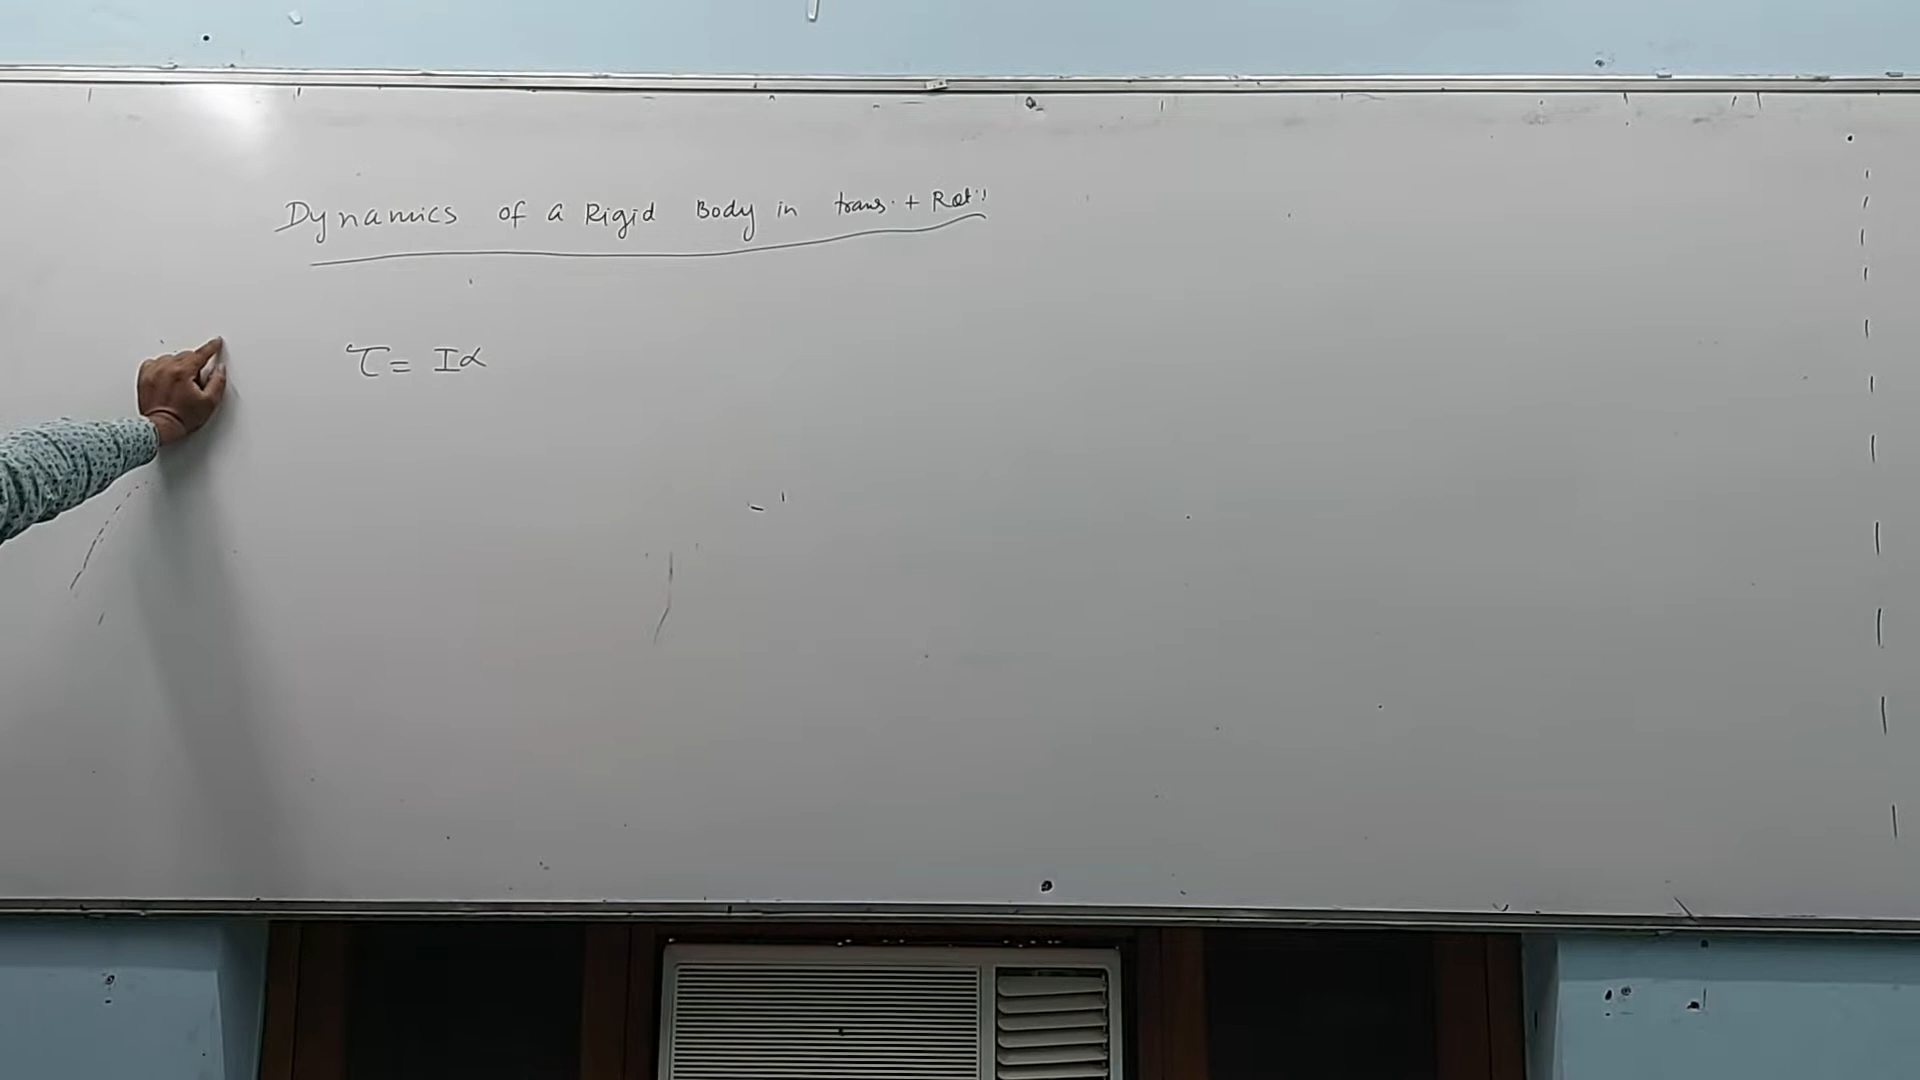 Dynamics of a Rigid Body in trans. + Rot.
τ = Iα